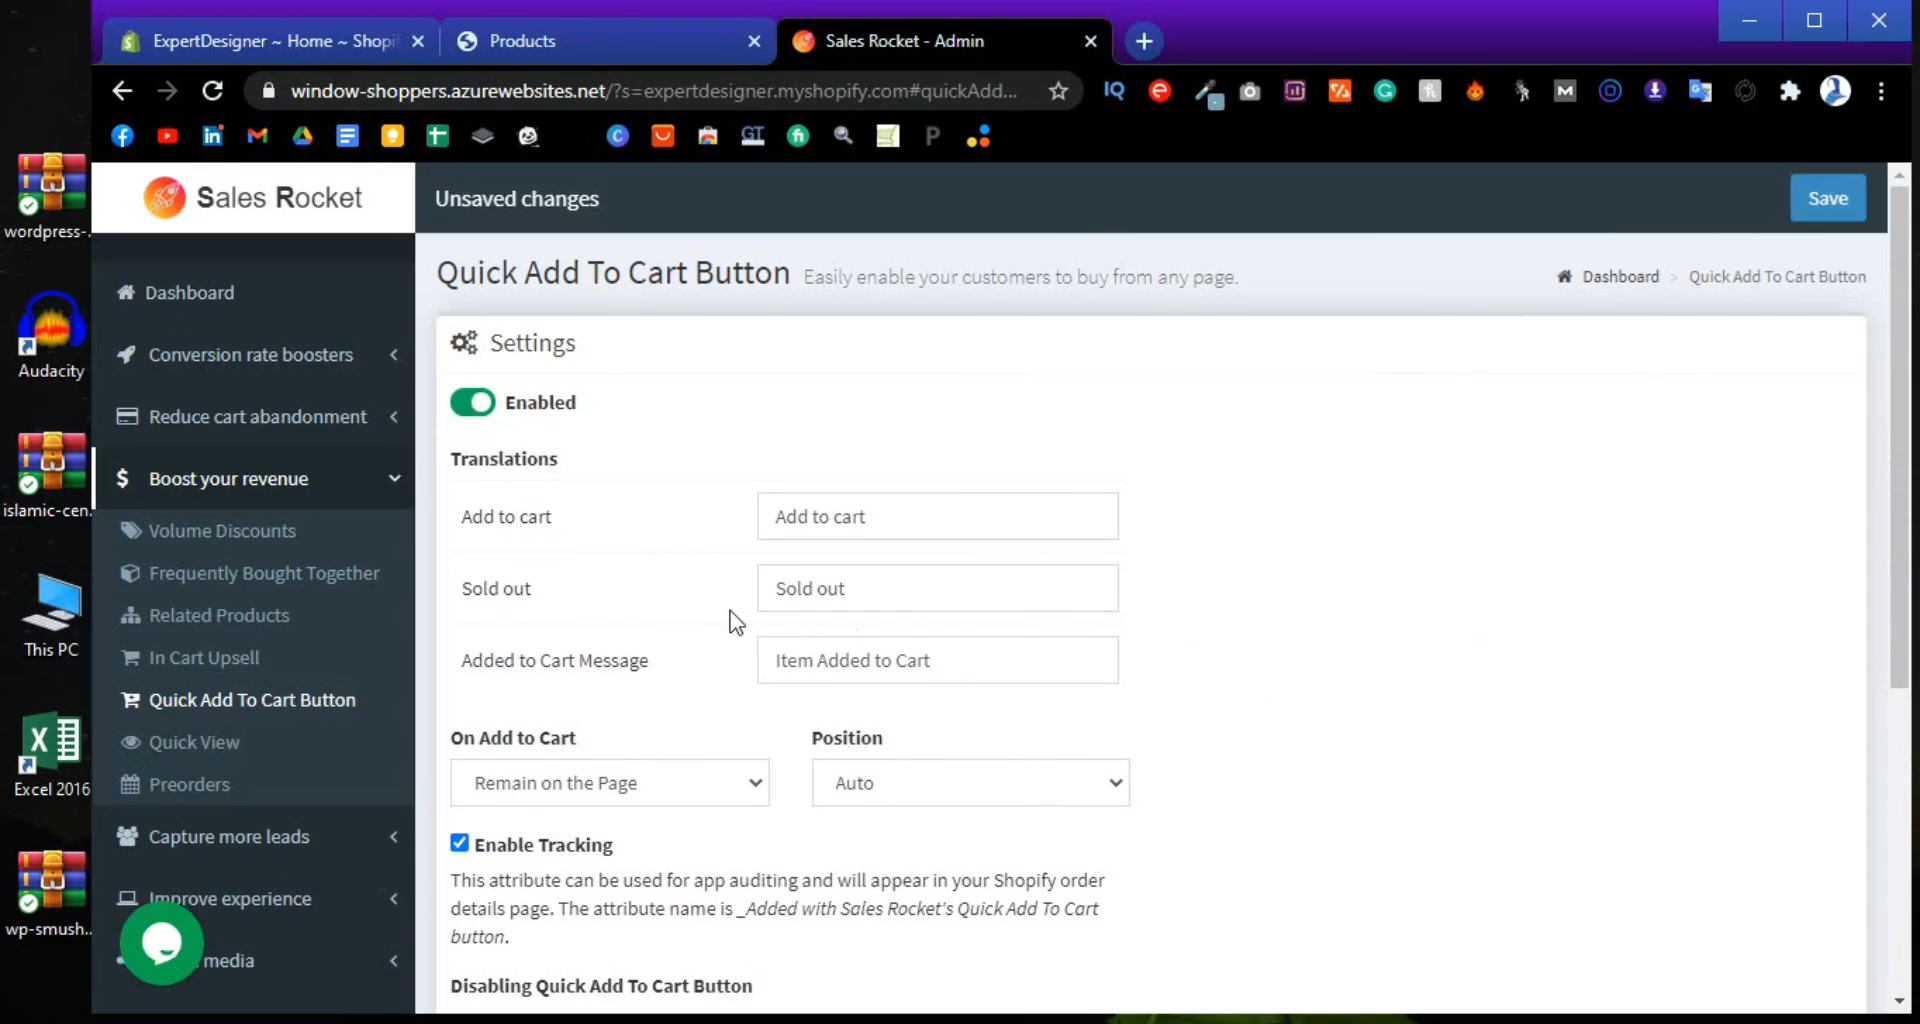 ExpertDesigner ~ Home ~ Shopi
Products
Sales Rocket - Admin
window-shoppers.azurewebsites.net/?s=expertdesigner.myshopify.com#quickAdd...
wordpress-...
Audacity
islamic-cen...
This PC
Excel 2016
wp-smush...
Sales Rocket
Unsaved changes
Save
Dashboard
Conversion rate boosters
Reduce cart abandonment
Boost your revenue
Volume Discounts
Frequently Bought Together
Related Products
In Cart Upsell
Quick Add To Cart Button
Quick View
Preorders
Capture more leads
Improve experience
media
Quick Add To Cart Button Easily enable your customers to buy from any page.
Dashboard > Quick Add To Cart Button
Settings
Enabled
Translations
Add to cart Add to cart
Sold out Sold out
Added to Cart Message Item Added to Cart
On Add to Cart Position
Remain on the Page Auto
Enable Tracking
This attribute can be used for app auditing and will appear in your Shopify order
details page. The attribute name is _Added with Sales Rocket's Quick Add To Cart
button.
Disabling Quick Add To Cart Button